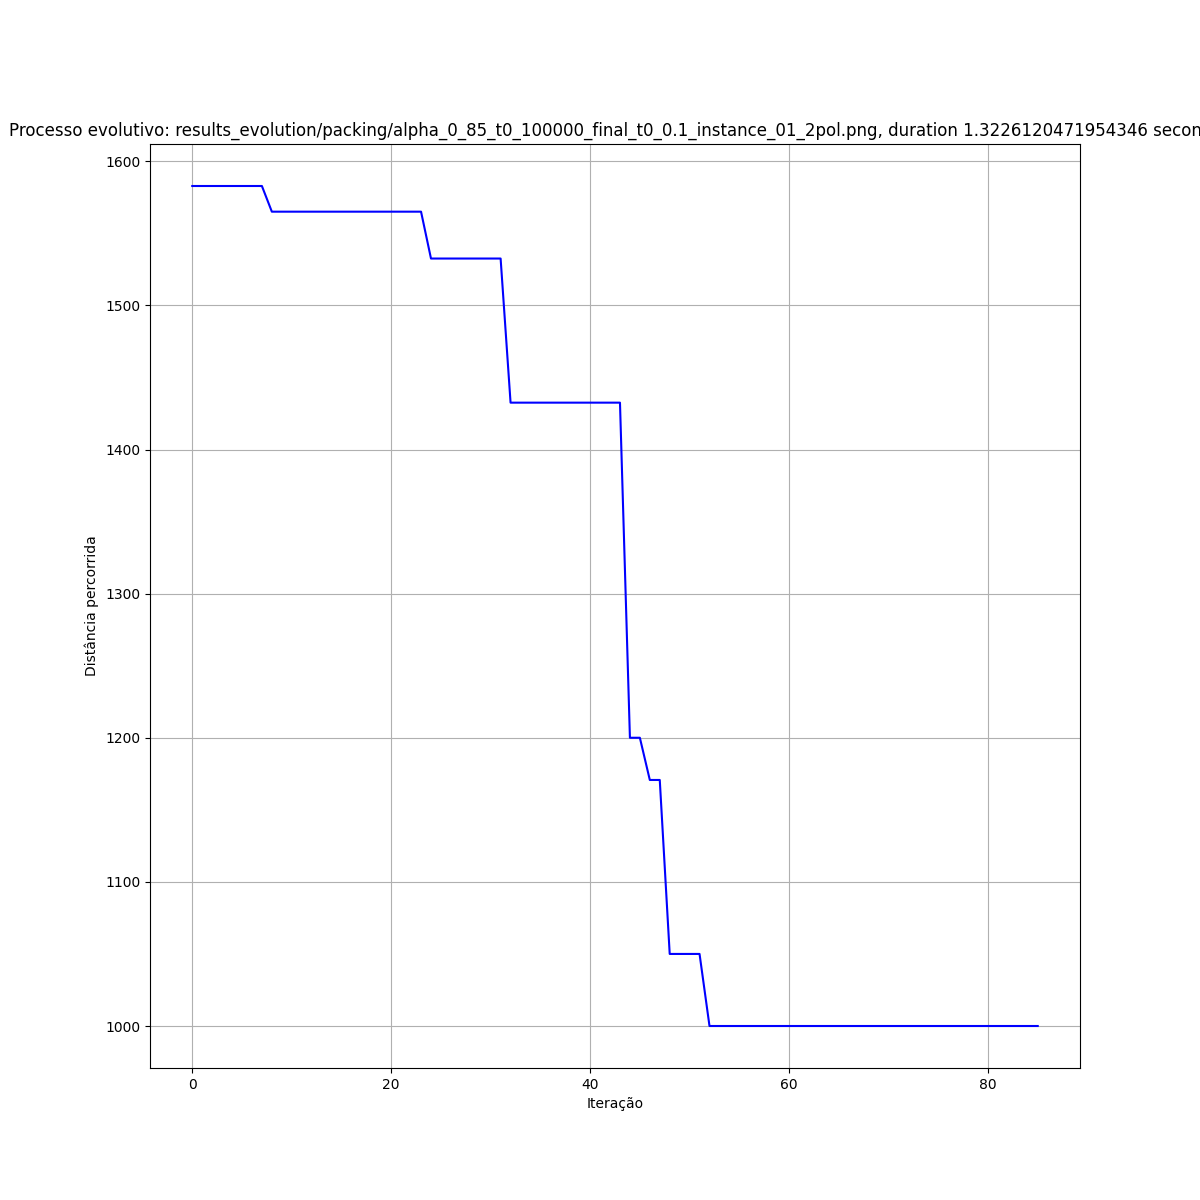 Processo evolutivo: results_evolution/packing/alpha_0_85_t0_100000_final_t0_0.1_instance_01_2pol.png, duration 1.3226120471954346 secon
1600
1500
1400
1300
1200
1100
1000
Distância percorrida
0 20 40 60 80
Iteração